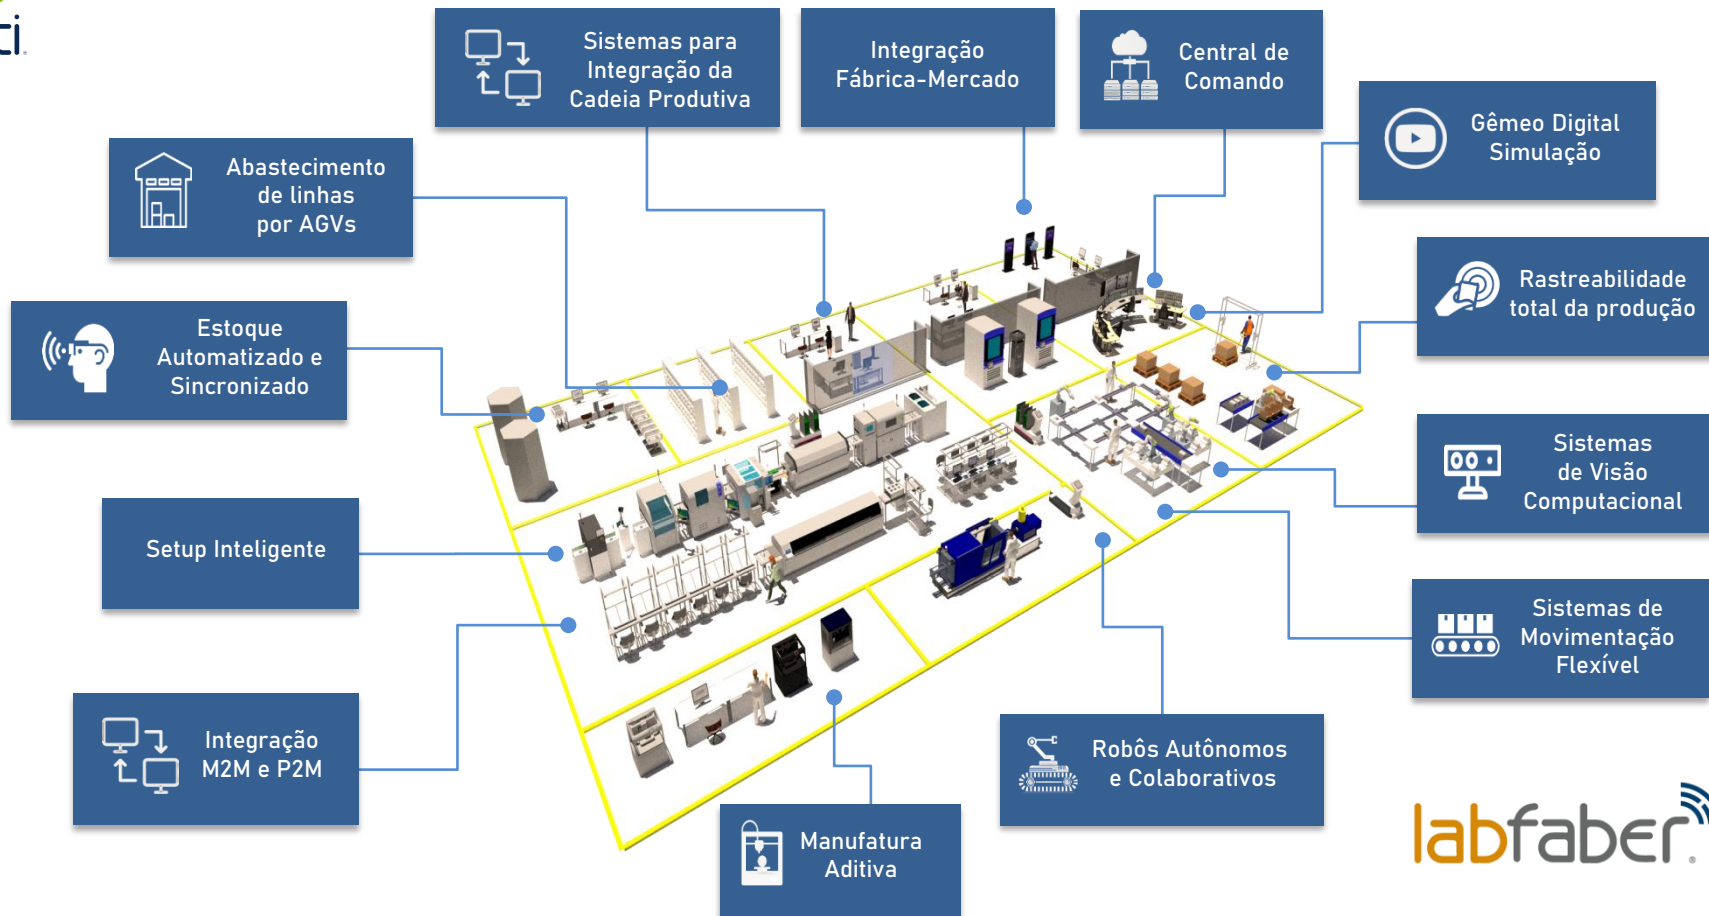 Sistemas para
Integração da
Cadeia Produtiva
Integração
Fábrica-Mercado
Central de
Comando
Gêmeo Digital
Simulação
Abastecimento
de linhas
por AGVs
Rastreabilidade
total da produção
Estoque
Automatizado e
Sincronizado
Sistemas
de Visão
Computacional
Setup Inteligente
Sistemas de
Movimentação
Flexível
Integração
M2M e P2M
Robôs Autônomos
e Colaborativos
Manufatura
Aditiva
labfaber